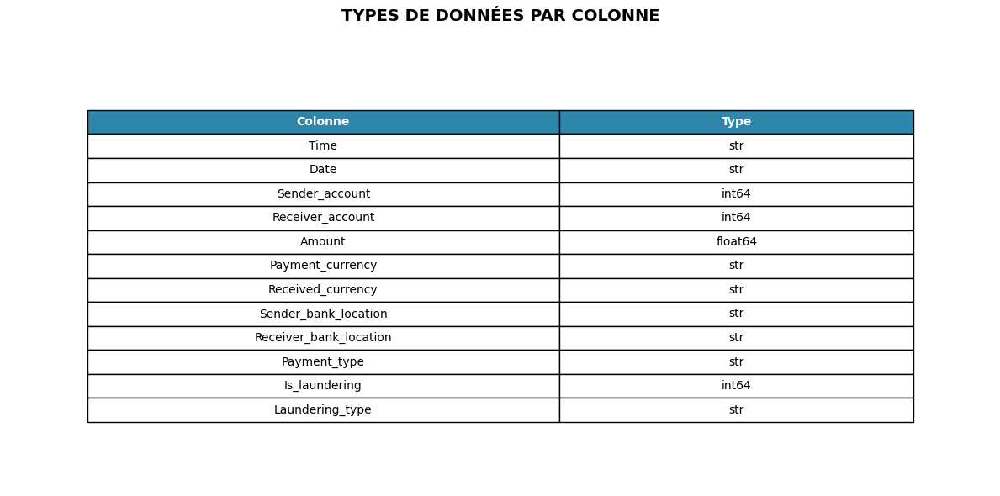 TYPES DE DONNÉES PAR COLONNE
Colonne Type
Time str
Date str
Sender_account int64
Receiver_account int64
Amount float64
Payment_currency str
Received_currency str
Sender_bank_location str
Receiver_bank_location str
Payment_type str
Is_laundering int64
Laundering_type str